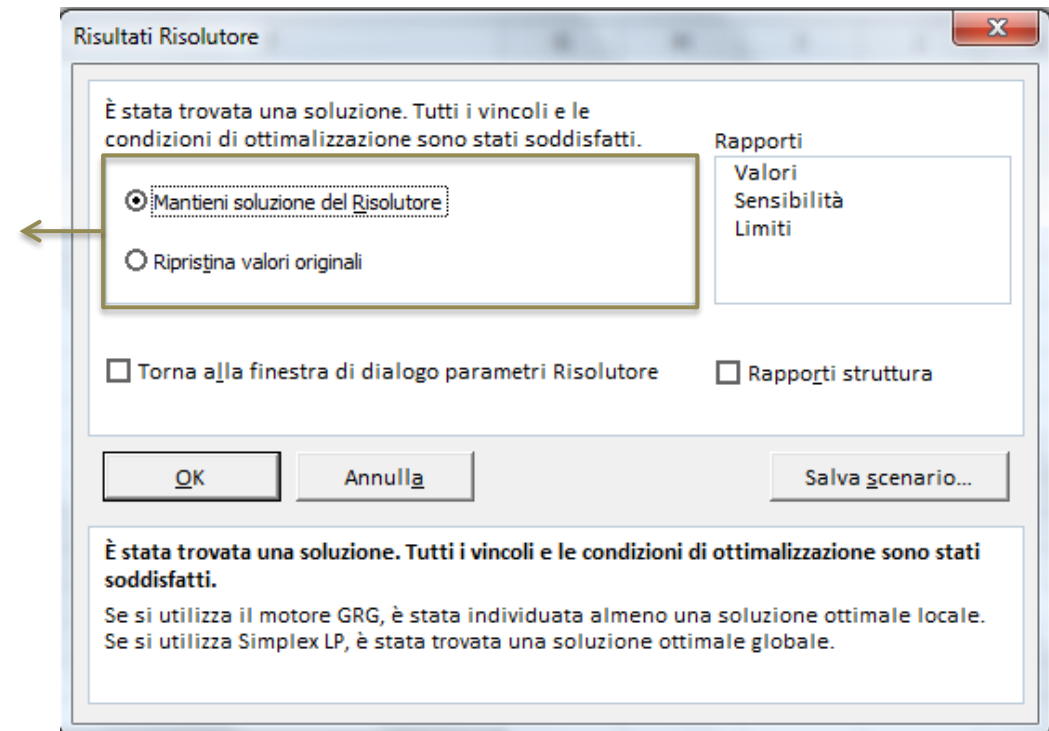 Risultati Risolutore
È stata trovata una soluzione. Tutti i vincoli e le
condizioni di ottimalizzazione sono stati soddisfatti.
Mantieni soluzione del Risolutore
Ripristina valori originali
Rapporti
Valori
Sensibilità
Limiti
Torna alla finestra di dialogo parametri Risolutore
Rapporti struttura
OK
Annulla
Salva scenario...
È stata trovata una soluzione. Tutti i vincoli e le condizioni di ottimalizzazione sono stati
soddisfatti.
Se si utilizza il motore GRG, è stata individuata almeno una soluzione ottimale locale.
Se si utilizza Simplex LP, è stata trovata una soluzione ottimale globale.